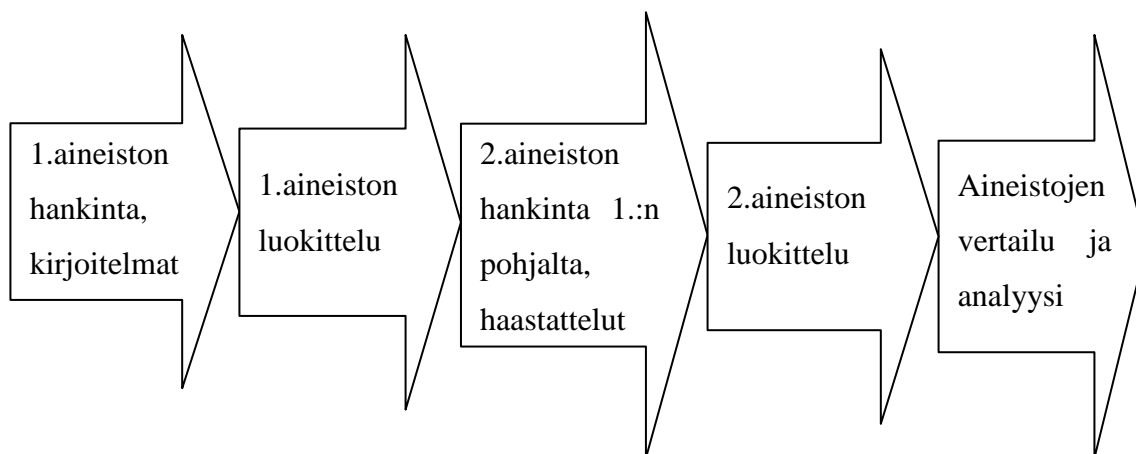 1.aineiston
hankinta,
kirjoitelmat
1.aineiston
luokittelu
2.aineiston
hankinta 1.:n
pohjalta,
haastattelut
2.aineiston
luokittelu
Aineistojen
vertailu ja
analyysi